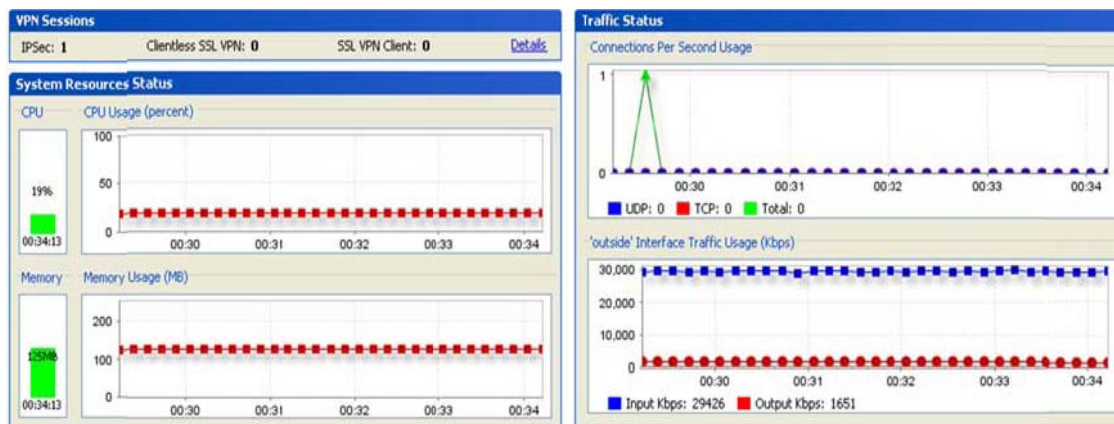 VPN Sessions
IPSec: 1 Clientless SSL VPN: 0 SSL VPN Client: 0 Details
System Resources Status
CPU
19%
00:34:13
CPU Usage (percent)
100
50
0
00:30 00:31 00:32 00:33 00:34
Memory
125MB
00:34:13
Memory Usage (MB)
200
100
0
00:30 00:31 00:32 00:33 00:34
Traffic Status
Connections Per Second Usage
1
0
00:30 00:31 00:32 00:33 00:34
UDP: 0 TCP: 0 Total: 0
'outside' Interface Traffic Usage (Kbps)
30,000
20,000
10,000
0
00:30 00:31 00:32 00:33 00:34
Input Kbps: 29426 Output Kbps: 1651